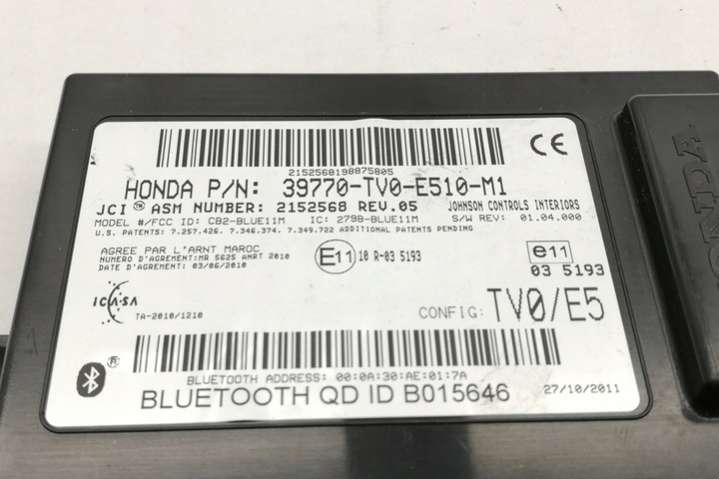 2152568198875805
HONDA P/N: 39770-TV0-E510-M1
JCI™ ASM NUMBER: 2152568 REV.05 JOHNSON CONTROLS INTERIORS
MODEL #/FCC ID: CB2-BLUE11M IC: 279B-BLUE11M S/W REV: 01.04.000
U.S. PATENTS: 7.257.426. 7.346.374. 7.349.722 ADDITIONAL PATENTS PENDING
AGREE PAR L'ARNT MAROC
NUMERO D'AGREMENT:MR 5625 ANRT 2010
DATE D'AGREMENT: 03/06/2010
E11 10 R-03 5193
e11
03 5193
ICASA
TA-2010/1210
CONFIG: TV0/E5
BLUETOOTH ADDRESS: 00:0A:30:AE:01:7A
BLUETOOTH QD ID B015646
27/10/2011
CE
HONDA